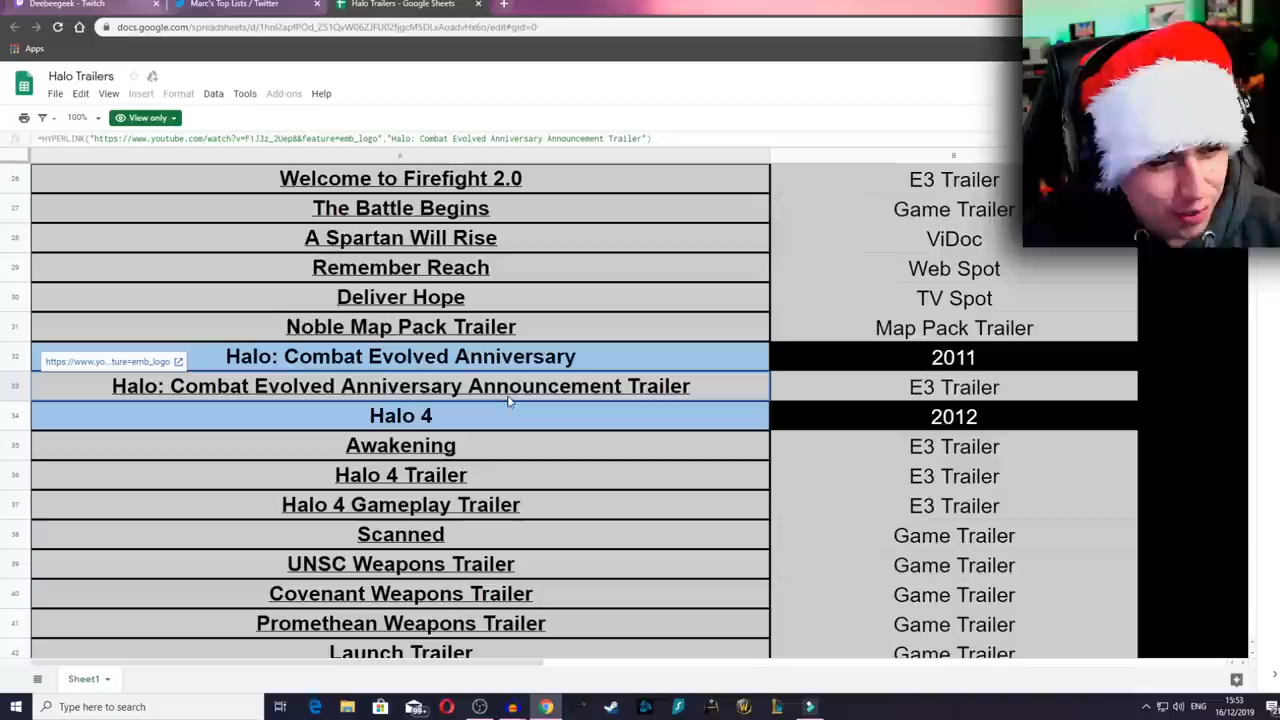 Deebeegeek - Twitch
Marc's Top Lists / Twitter
Halo Trailers - Google Sheets
Apps
Halo Trailers
File Edit View Insert Format Data Tools Add-ons Help
100% View only
=HYPERLINK("https://www.youtube.com/watch?v=F1J3z_2Uep8&feature=emb_logo","Halo: Combat Evolved Anniversary Announcement Trailer")
A B
26 Welcome to Firefight 2.0 E3 Trailer
27 The Battle Begins Game Trailer
28 A Spartan Will Rise ViDoc
29 Remember Reach Web Spot
30 Deliver Hope TV Spot
31 Noble Map Pack Trailer Map Pack Trailer
32 Halo: Combat Evolved Anniversary 2011
https://www.yo...ture=emb_logo
33 Halo: Combat Evolved Anniversary Announcement Trailer E3 Trailer
34 Halo 4 2012
35 Awakening E3 Trailer
36 Halo 4 Trailer E3 Trailer
37 Halo 4 Gameplay Trailer E3 Trailer
38 Scanned Game Trailer
39 UNSC Weapons Trailer Game Trailer
40 Covenant Weapons Trailer Game Trailer
41 Promethean Weapons Trailer Game Trailer
42 Launch Trailer Game Trailer
Sheet1
Type here to search
99+
ENG
15:53
16/12/2019